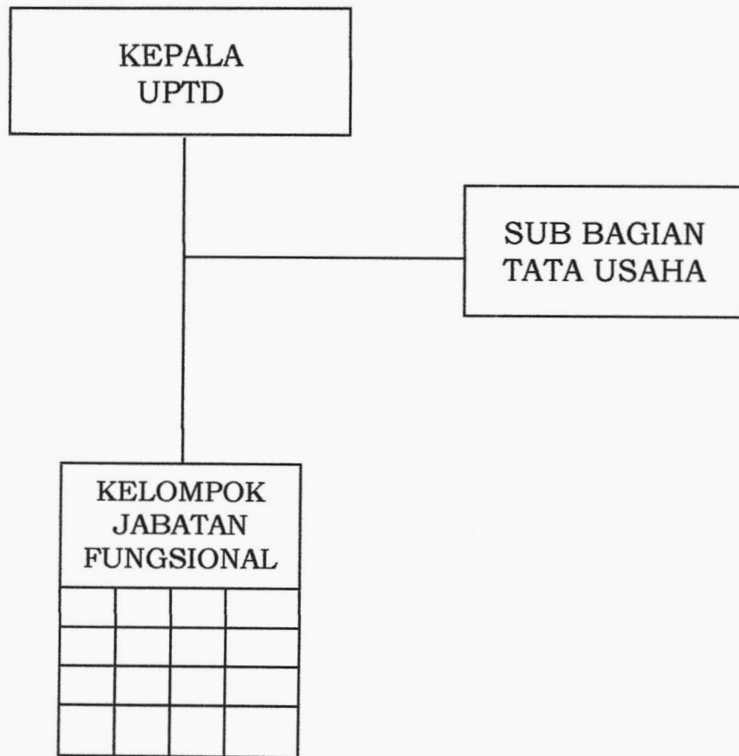 KEPALA
UPTD
SUB BAGIAN
TATA USAHA
KELOMPOK
JABATAN
FUNGSIONAL